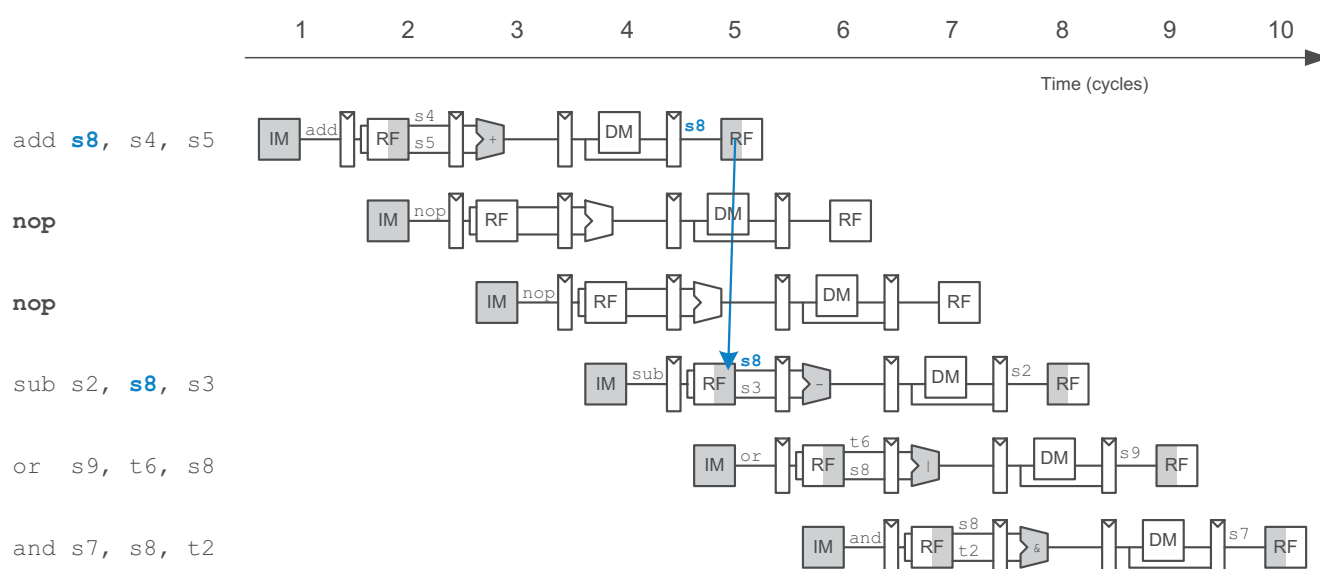 1 2 3 4 5 6 7 8 9 10
Time (cycles)
add s8, s4, s5 IM add RF s4 s5 + DM s8 RF
nop IM nop RF DM RF
nop IM nop RF DM RF
sub s2, s8, s3 IM sub RF s8 s3 - DM s2 RF
or s9, t6, s8 IM or RF t6 s8 | DM s9 RF
and s7, s8, t2 IM and RF s8 t2 & DM s7 RF